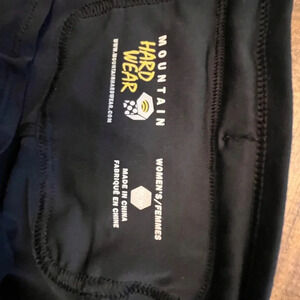 MOUNTAIN
HARD
WEAR
WWW.MOUNTAINHARDWEAR.COM
WOMEN'S/FEMMES
MADE IN CHINA
FABRIQUÉ EN CHINE